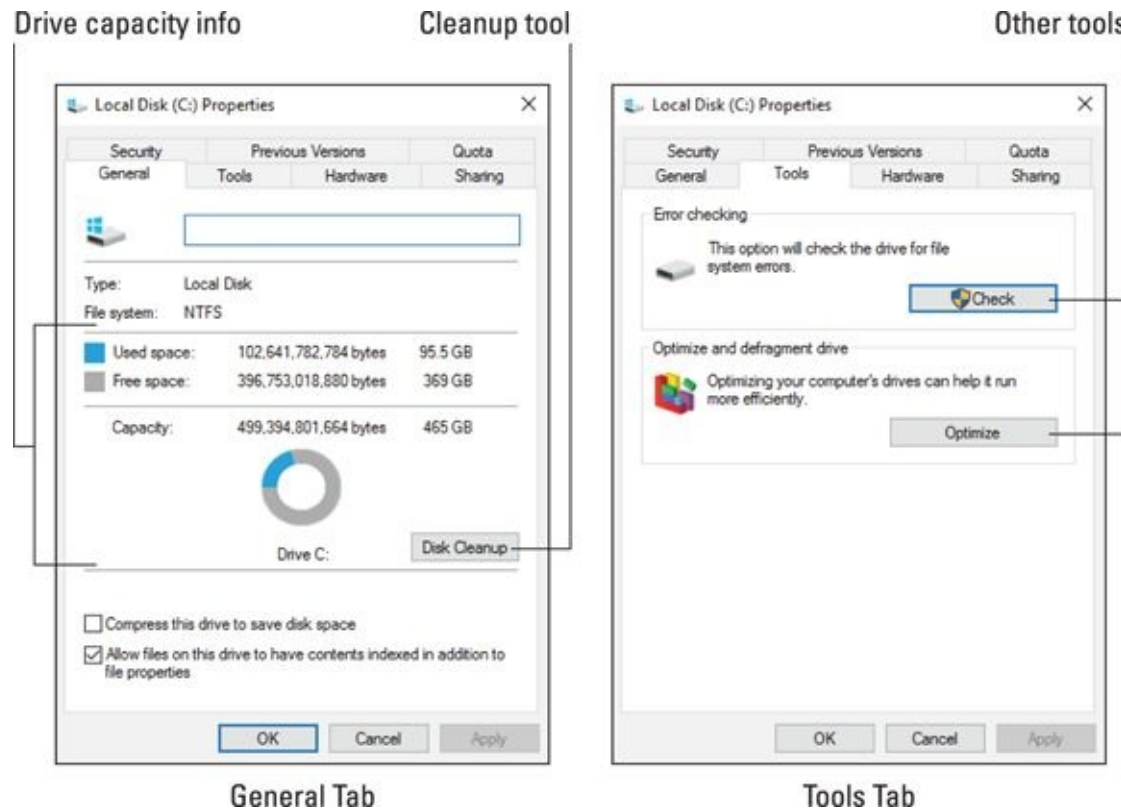 Drive capacity info
Cleanup tool
Other tools
Local Disk (C:) Properties
Security Previous Versions Quota
General Tools Hardware Sharing
Type: Local Disk
File system: NTFS
Used space: 102,641,782,784 bytes 95.5 GB
Free space: 396,753,018,880 bytes 369 GB
Capacity: 499,394,801,664 bytes 465 GB
Drive C:
Disk Cleanup
Compress this drive to save disk space
Allow files on this drive to have contents indexed in addition to
file properties
OK Cancel Apply
General Tab
Local Disk (C:) Properties
Security Previous Versions Quota
General Tools Hardware Sharing
Error checking
This option will check the drive for file
system errors.
Check
Optimize and defragment drive
Optimizing your computer's drives can help it run
more efficiently.
Optimize
OK Cancel Apply
Tools Tab